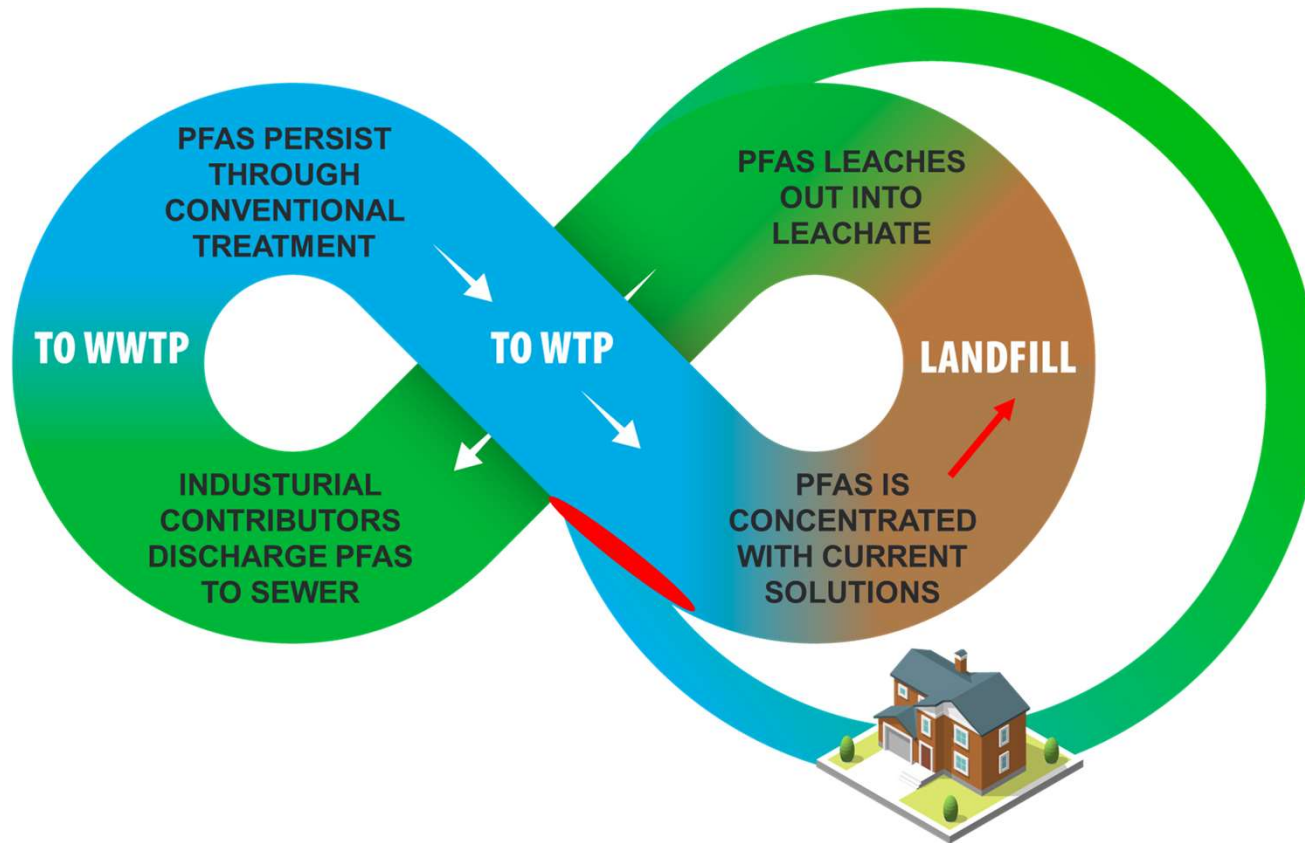 PFAS PERSIST
THROUGH
CONVENTIONAL
TREATMENT
PFAS LEACHES
OUT INTO
LEACHATE
TO WWTP
TO WTP
LANDFILL
INDUSTURIAL
CONTRIBUTORS
DISCHARGE PFAS
TO SEWER
PFAS IS
CONCENTRATED
WITH CURRENT
SOLUTIONS